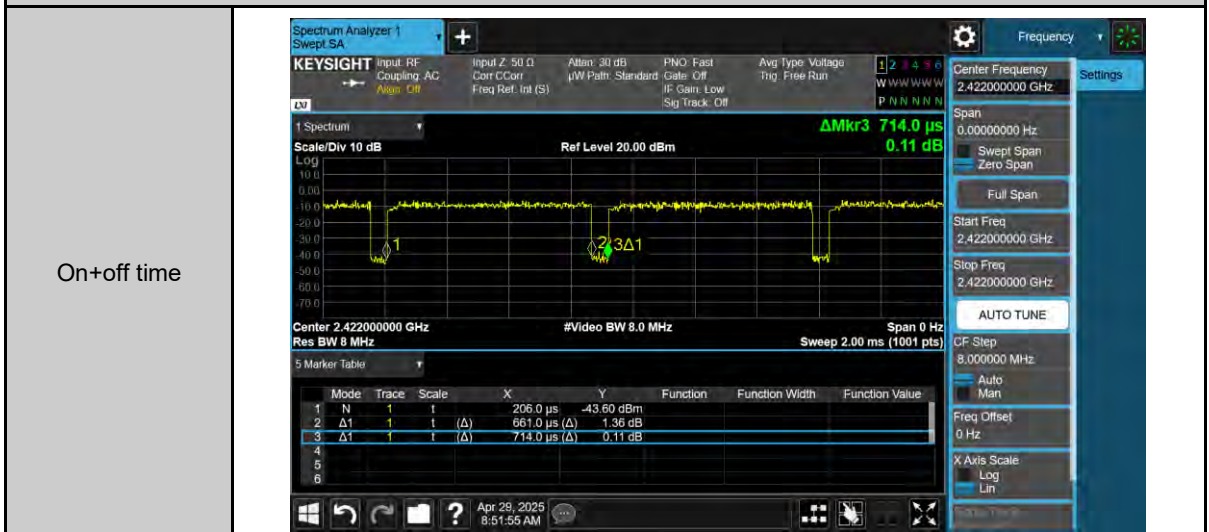 On+off time
Spectrum Analyzer 1
Swept SA
Frequency
KEYSIGHT Input: RF Input Z: 50 Ω Atten: 30 dB PNO: Fast Avg Type: Voltage 1 2 3 4 5 6
Coupling: AC Corr CCorr µW Path: Standard Gate: Off Trig: Free Run W W W W W W
Align: Off Freq Ref: Int (S) IF Gain: Low
Sig Track: Off P N N N N N
LXI
Center Frequency
2.422000000 GHz
Settings
Span
0.00000000 Hz
Swept Span
Zero Span
Full Span
Start Freq
2.422000000 GHz
Stop Freq
2.422000000 GHz
AUTO TUNE
CF Step
8.000000 MHz
Auto
Man
Freq Offset
0 Hz
X Axis Scale
Log
Lin
1 Spectrum
ΔMkr3 714.0 µs
Scale/Div 10 dB Ref Level 20.00 dBm 0.11 dB
Log
10.0
0.00
-10.0
-20.0
-30.0
-40.0
-50.0
-60.0
-70.0
1
2 3Δ1
Center 2.422000000 GHz #Video BW 8.0 MHz Span 0 Hz
Res BW 8 MHz Sweep 2.00 ms (1001 pts)
5 Marker Table
Mode Trace Scale X Y Function Function Width Function Value
1 N 1 t 206.0 µs -43.60 dBm
2 Δ1 1 t (Δ) 661.0 µs (Δ) 1.36 dB
3 Δ1 1 t (Δ) 714.0 µs (Δ) 0.11 dB
4
5
6
? Apr 29, 2025
8:51:55 AM